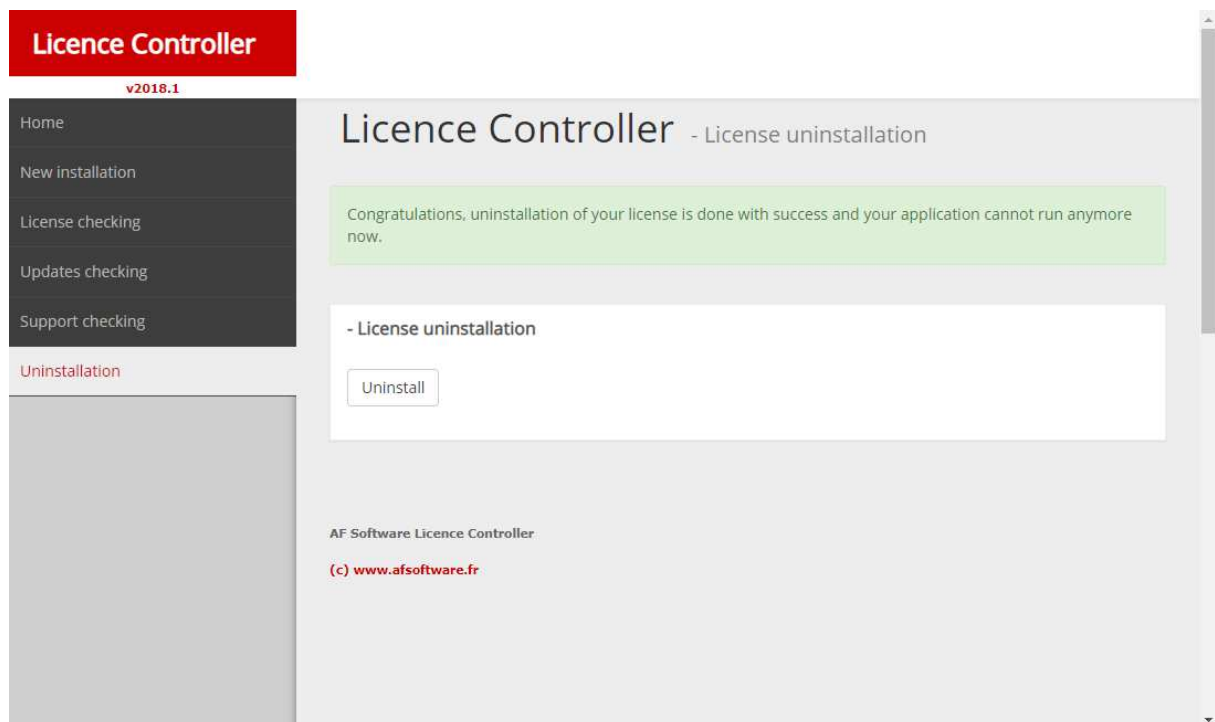 Licence Controller
v2018.1
Home
New installation
License checking
Updates checking
Support checking
Uninstallation
Licence Controller - License uninstallation
Congratulations, uninstallation of your license is done with success and your application cannot run anymore
now.
- License uninstallation
Uninstall
AF Software Licence Controller
(c) www.afsoftware.fr